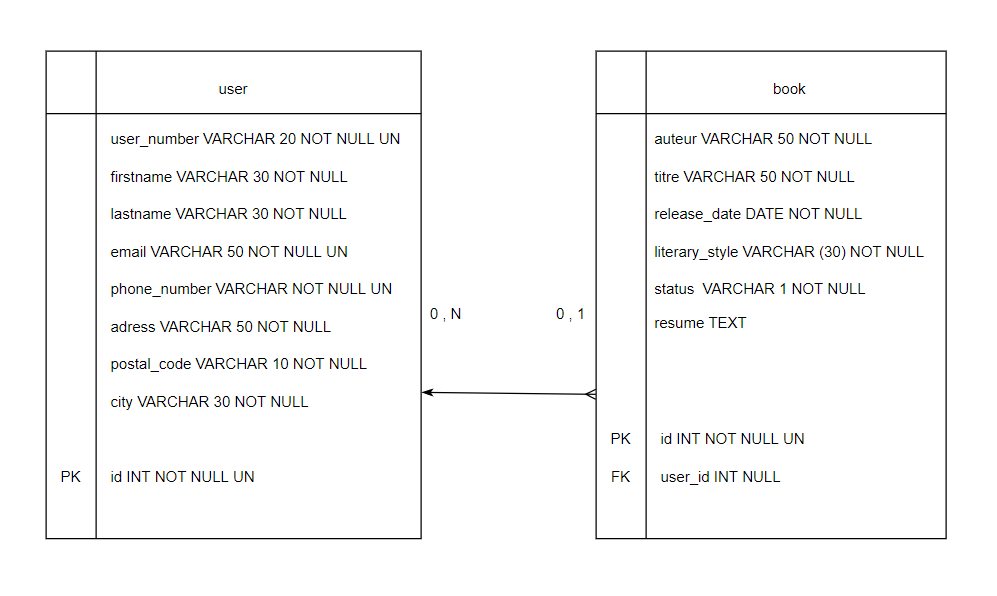 user
user_number VARCHAR 20 NOT NULL UN
firstname VARCHAR 30 NOT NULL
lastname VARCHAR 30 NOT NULL
email VARCHAR 50 NOT NULL UN
phone_number VARCHAR NOT NULL UN
adress VARCHAR 50 NOT NULL
postal_code VARCHAR 10 NOT NULL
city VARCHAR 30 NOT NULL
PK id INT NOT NULL UN
0 , N
0 , 1
book
auteur VARCHAR 50 NOT NULL
titre VARCHAR 50 NOT NULL
release_date DATE NOT NULL
literary_style VARCHAR (30) NOT NULL
status  VARCHAR 1 NOT NULL
resume TEXT
PK id INT NOT NULL UN
FK user_id INT NULL